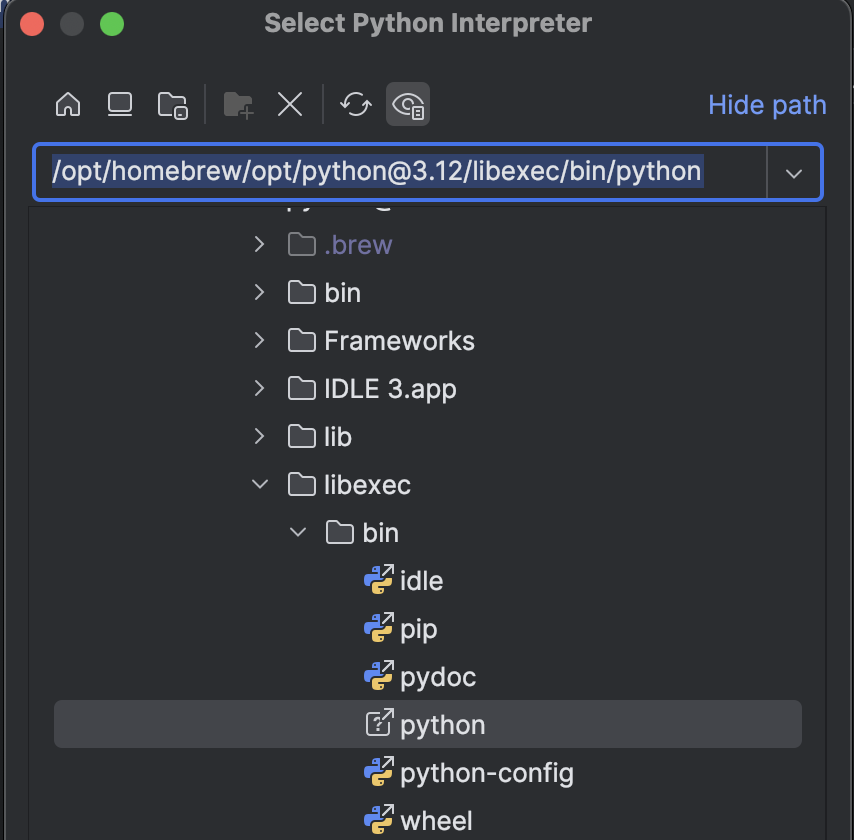 Select Python Interpreter
Hide path
/opt/homebrew/opt/python@3.12/libexec/bin/python
.brew
bin
Frameworks
IDLE 3.app
lib
libexec
bin
idle
pip
pydoc
python
python-config
wheel